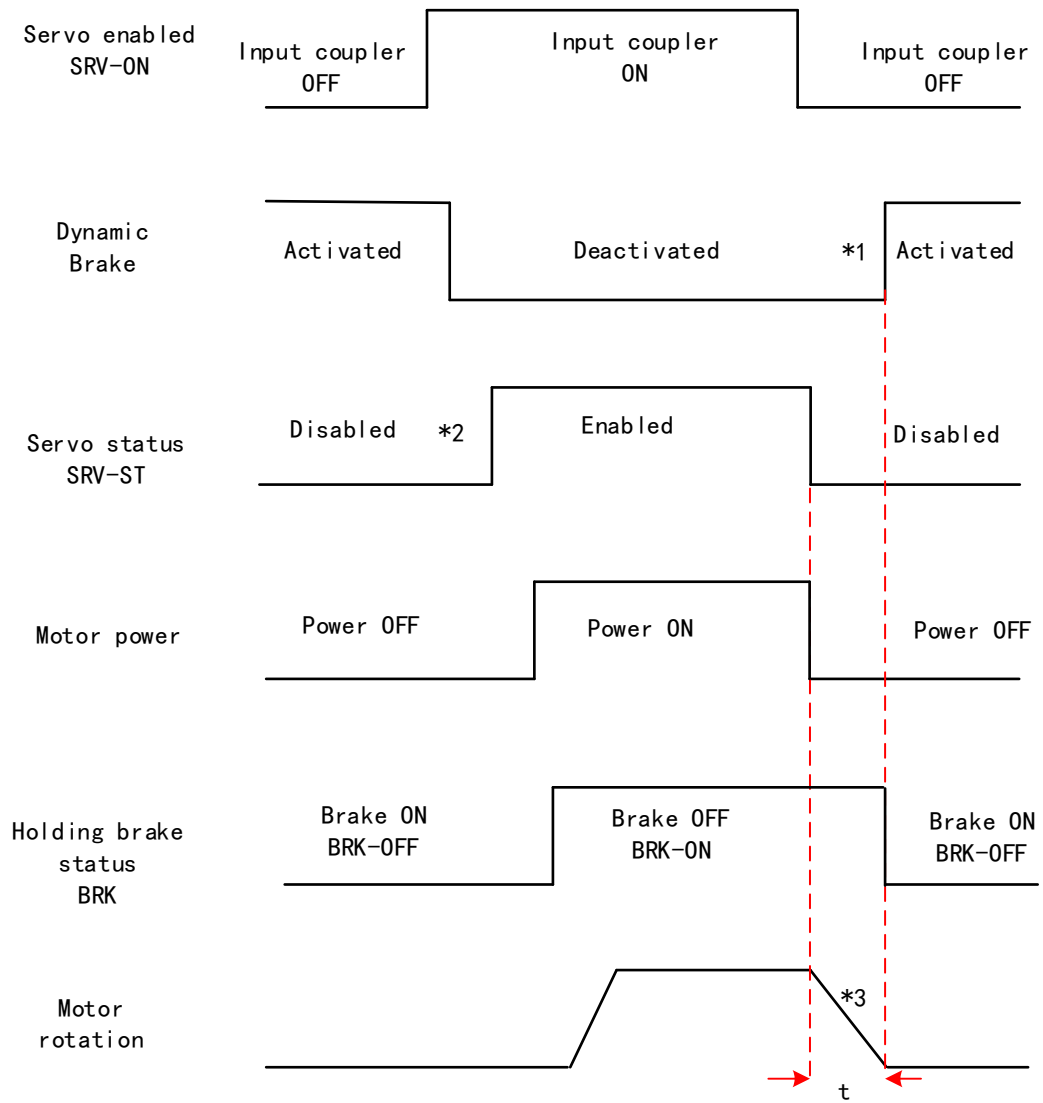 Servo enabled
SRV-ON
Input coupler
OFF
Input coupler
ON
Input coupler
OFF
Dynamic
Brake
Activated
Deactivated
*1
Activated
Servo status
SRV-ST
Disabled
*2
Enabled
Disabled
Motor power
Power OFF
Power ON
Power OFF
Holding brake
status
BRK
Brake ON
BRK-OFF
Brake OFF
BRK-ON
Brake ON
BRK-OFF
Motor
rotation
*3
t